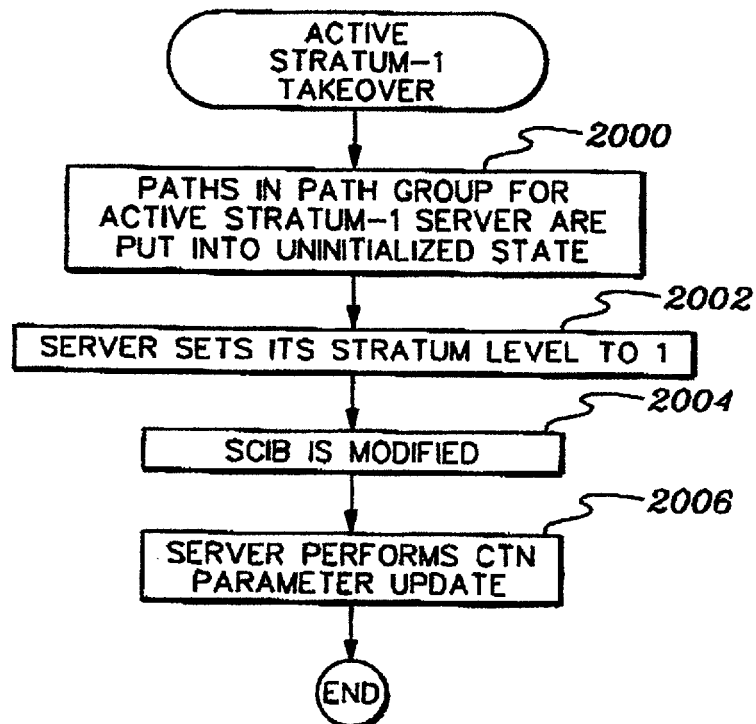 ACTIVE
STRATUM-1
TAKEOVER
2000
PATHS IN PATH GROUP FOR
ACTIVE STRATUM-1 SERVER ARE
PUT INTO UNINITIALIZED STATE
2002
SERVER SETS ITS STRATUM LEVEL TO 1
2004
SCIB IS MODIFIED
2006
SERVER PERFORMS CTN
PARAMETER UPDATE
END